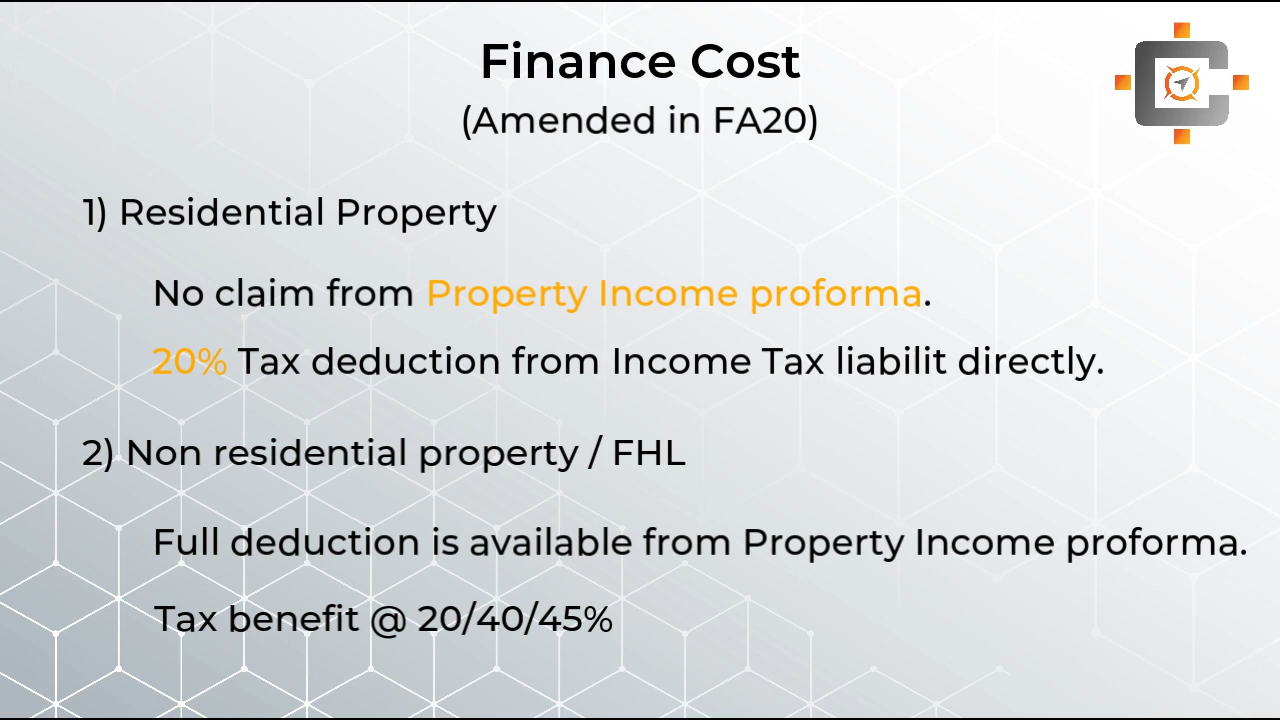 Finance Cost
(Amended in FA20)
1) Residential Property
No claim from Property Income proforma.
20% Tax deduction from Income Tax liabilit directly.
2) Non residential property / FHL
Full deduction is available from Property Income proforma.
Tax benefit @ 20/40/45%